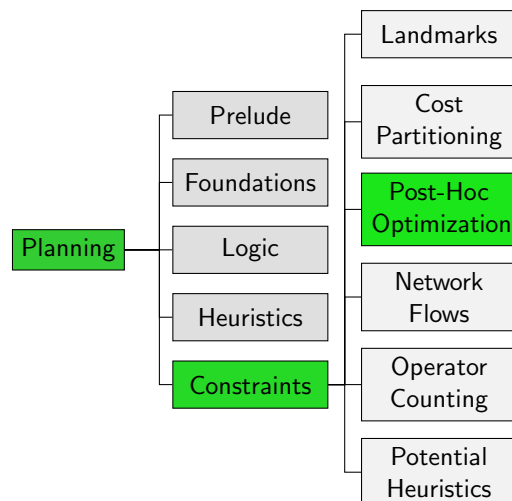 Planning
Prelude
Foundations
Logic
Heuristics
Constraints
Landmarks
Cost
Partitioning
Post-Hoc
Optimization
Network
Flows
Operator
Counting
Potential
Heuristics